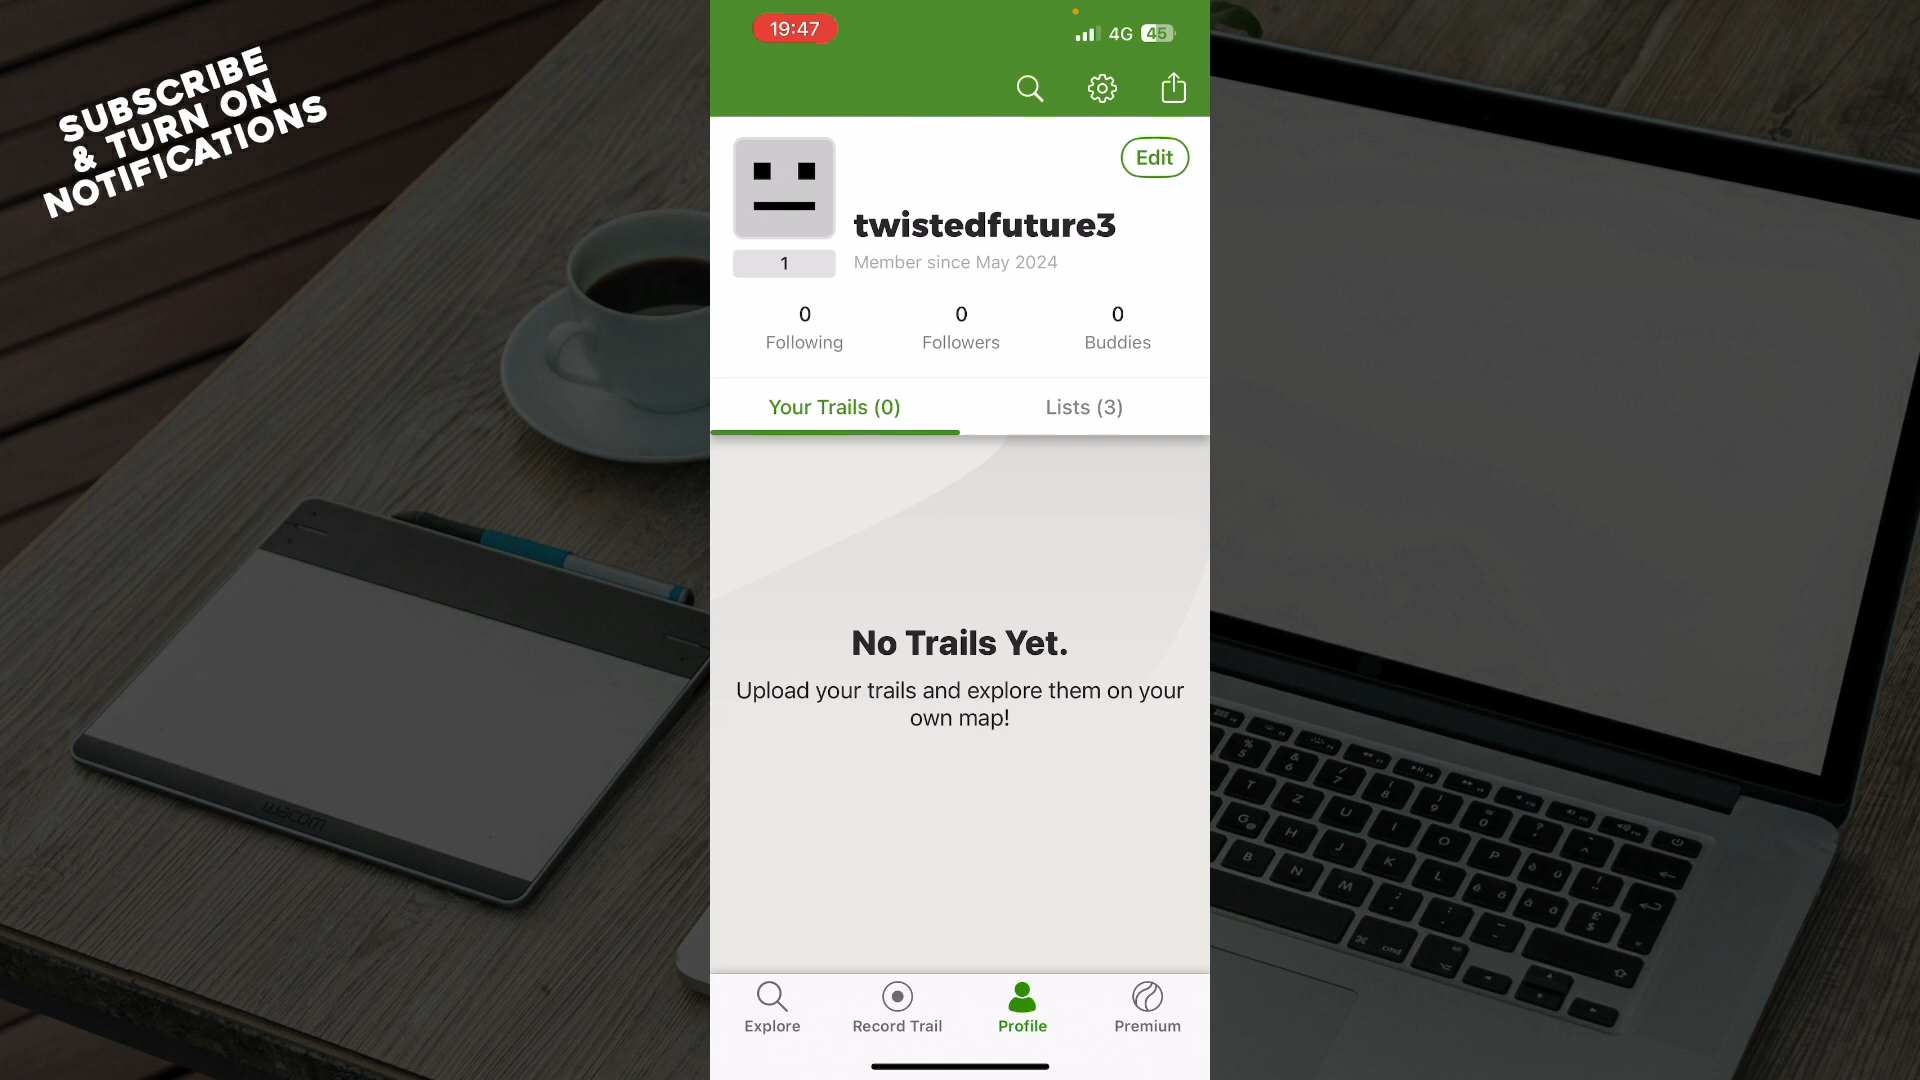 SUBSCRIBE
& TURN ON
NOTIFICATIONS
19:47
4G 45
Edit
twistedfuture3
1
Member since May 2024
0 0 0
Following Followers Buddies
Your Trails (0) Lists (3)
No Trails Yet.
Upload your trails and explore them on your
own map!
Explore Record Trail Profile Premium
wacom